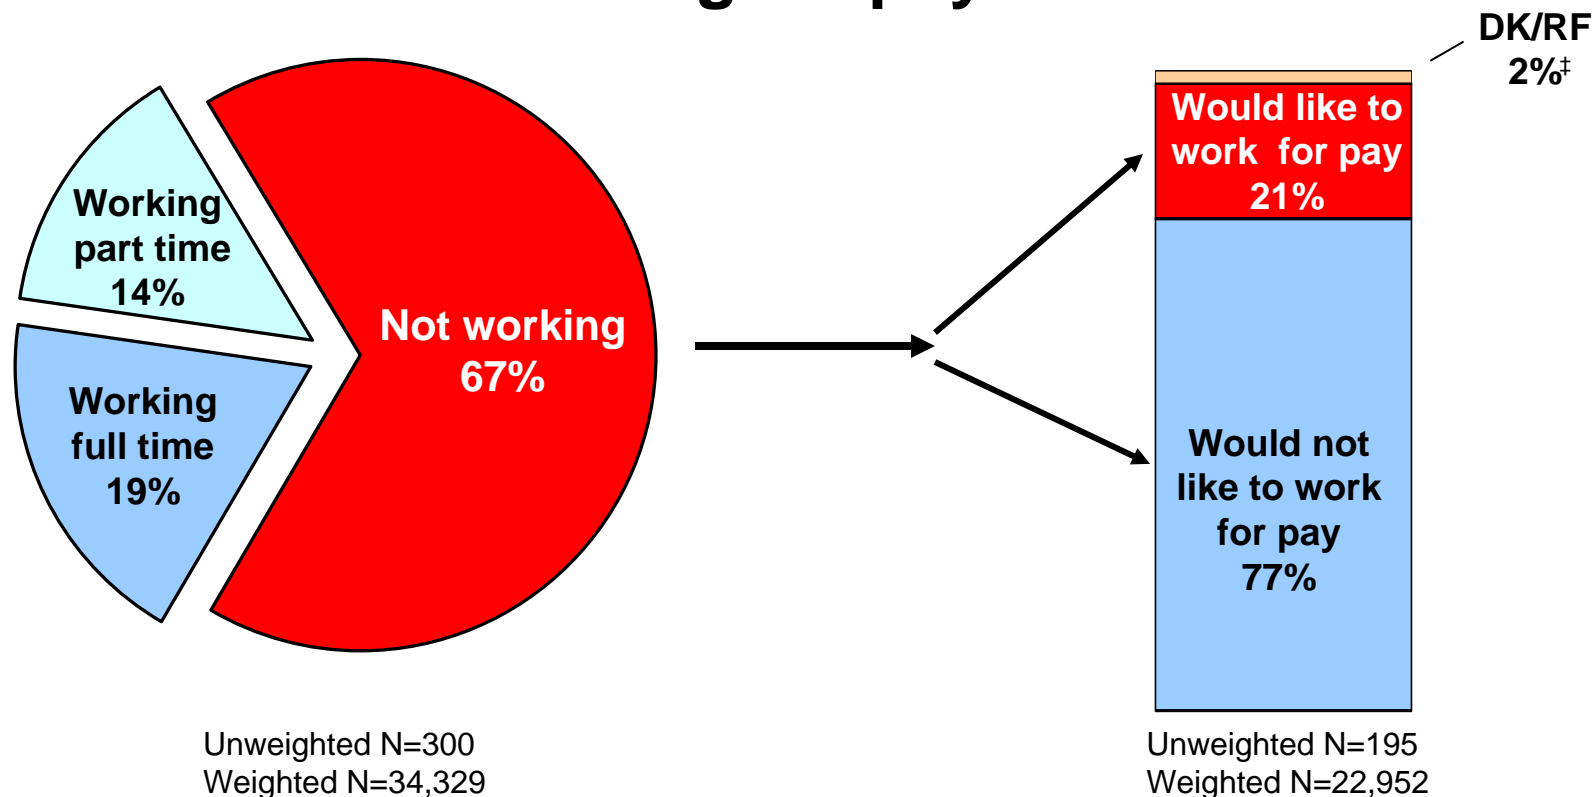 DK/RF
2%‡
Would like to
work for pay
21%
Working
part time
14%
Not working
67%
Working
full time
19%
Would not
like to work
for pay
77%
Unweighted N=300
Weighted N=34,329
Unweighted N=195
Weighted N=22,952